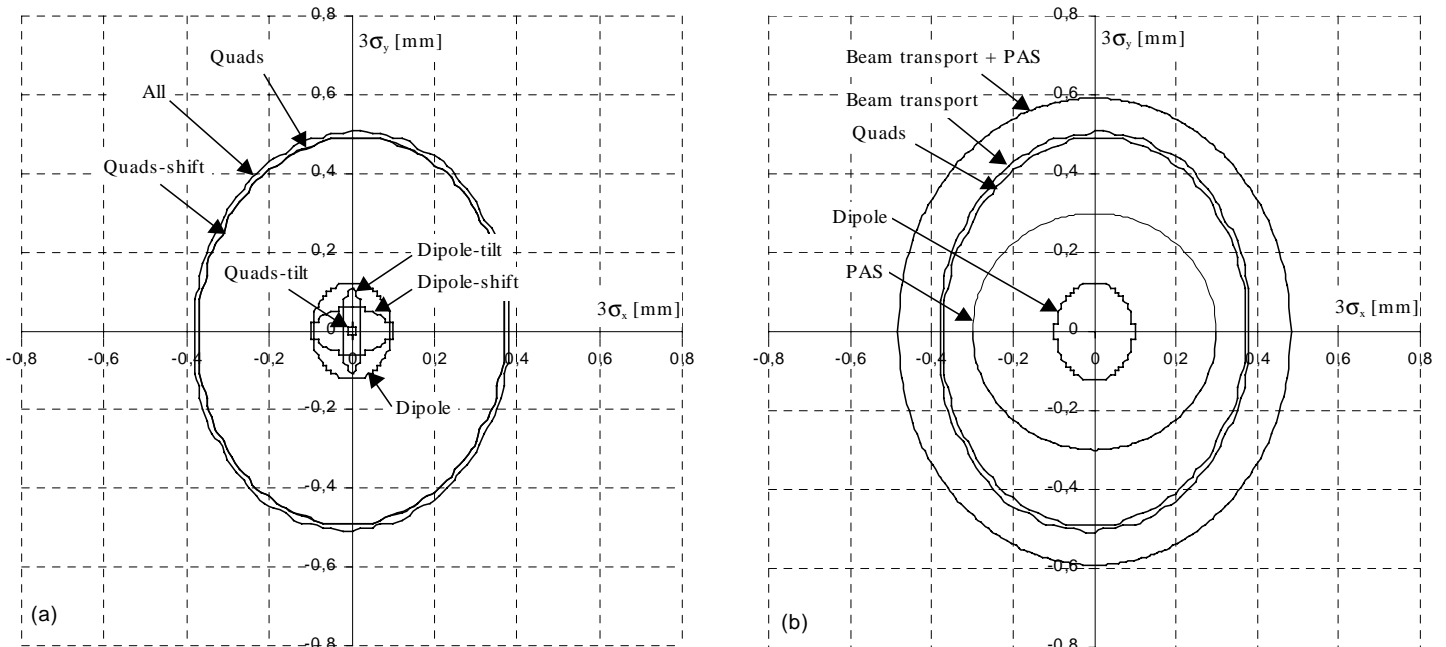 0,8
3σy [mm]
Quads
All
0,6
Quads-shift
0,4
0,2
Dipole-tilt
Quads-tilt
Dipole-shift
3σx [mm]
0
-0,8 -0,6 -0,4 -0,2 0 0,2 0,4 0,6 0,8
Dipole
-0,2
-0,4
-0,6
(a)
-0,8
0,8
3σy [mm]
Beam transport + PAS
0,6
Beam transport
Quads
0,4
Dipole
0,2
PAS
3σx [mm]
0
-0,8 -0,6 -0,4 -0,2 0 0,2 0,4 0,6 0,8
-0,2
-0,4
-0,6
(b)
-0,8